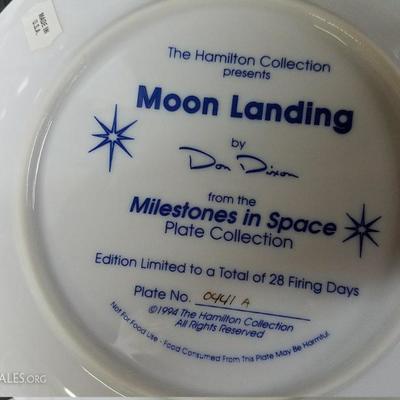 MADE IN
U.S.A.
The Hamilton Collection
presents
Moon Landing
by
Don Dixon
from the
Milestones in Space
Plate Collection
Edition Limited to a Total of 28 Firing Days
Plate No. 0441 A
©1994 The Hamilton Collection
All Rights Reserved
Not For Food Use - Food Consumed From This Plate May Be Harmful.
ALES.ORG